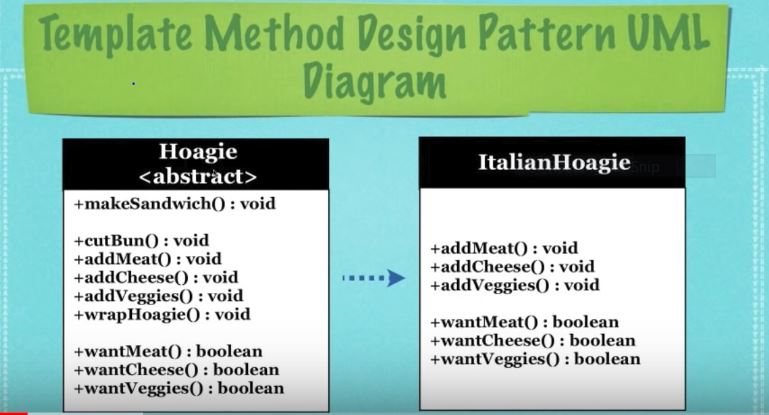 Template Method Design Pattern UML
Diagram
Hoagie
<abstract>
+makeSandwich() : void
+cutBun() : void
+addMeat() : void
+addCheese() : void
+addVeggies() : void
+wrapHoagie() : void
+wantMeat() : boolean
+wantCheese() : boolean
+wantVeggies() : boolean
ItalianHoagie
Snip
+addMeat() : void
+addCheese() : void
+addVeggies() : void
+wantMeat() : boolean
+wantCheese() : boolean
+wantVeggies() : boolean